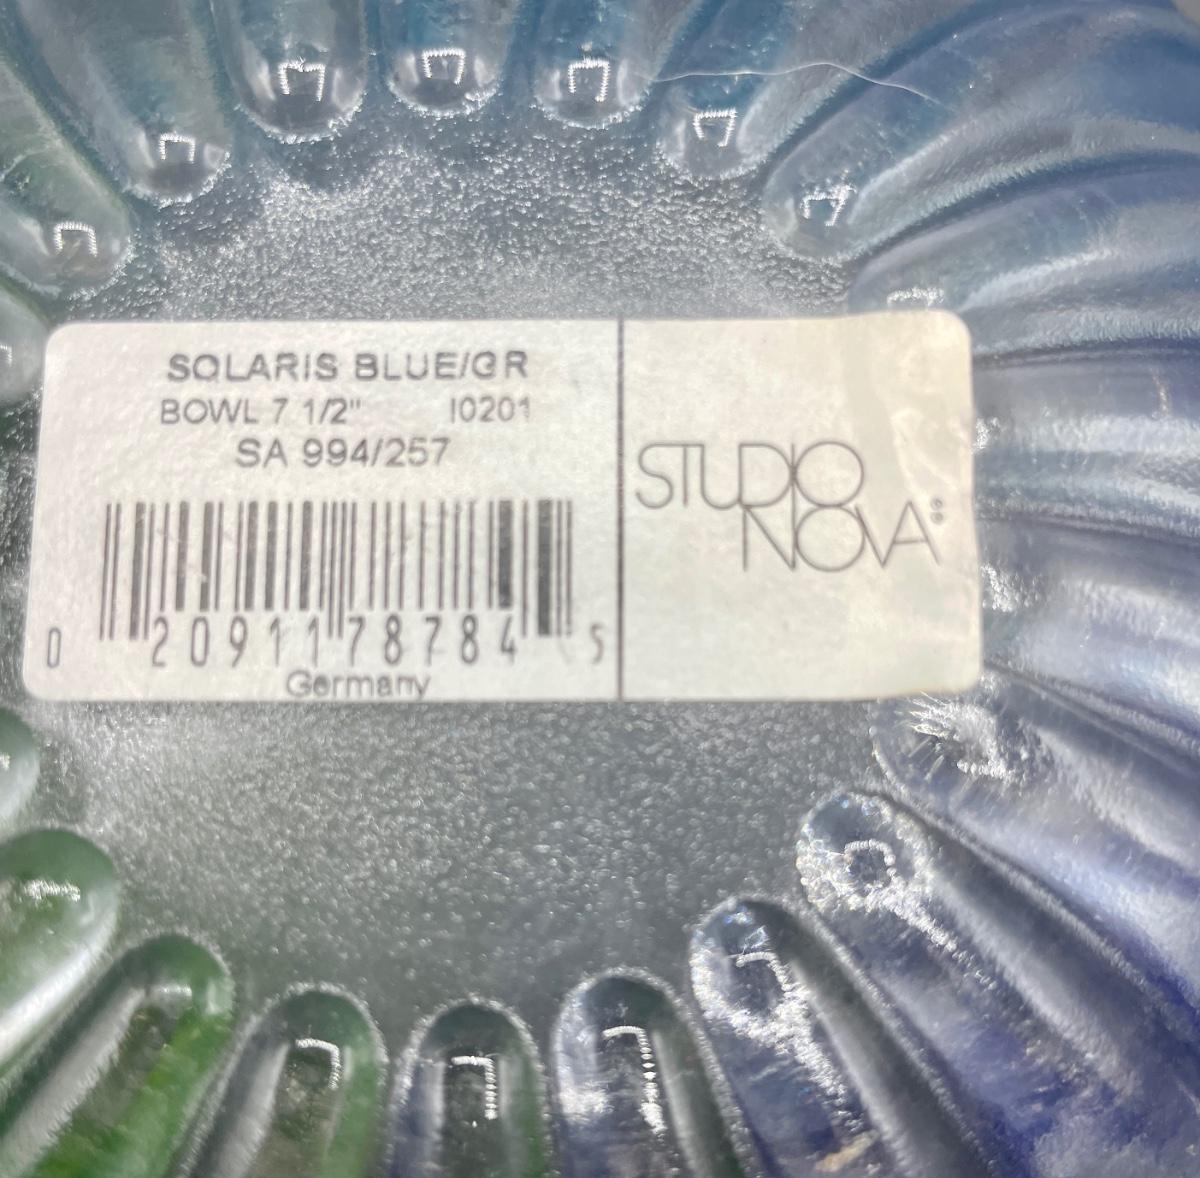 SOLARIS BLUE/GR
BOWL 7 1/2" I0201
SA 994/257
0 20911 78784 5
Germany
STUDIO
NOVA®